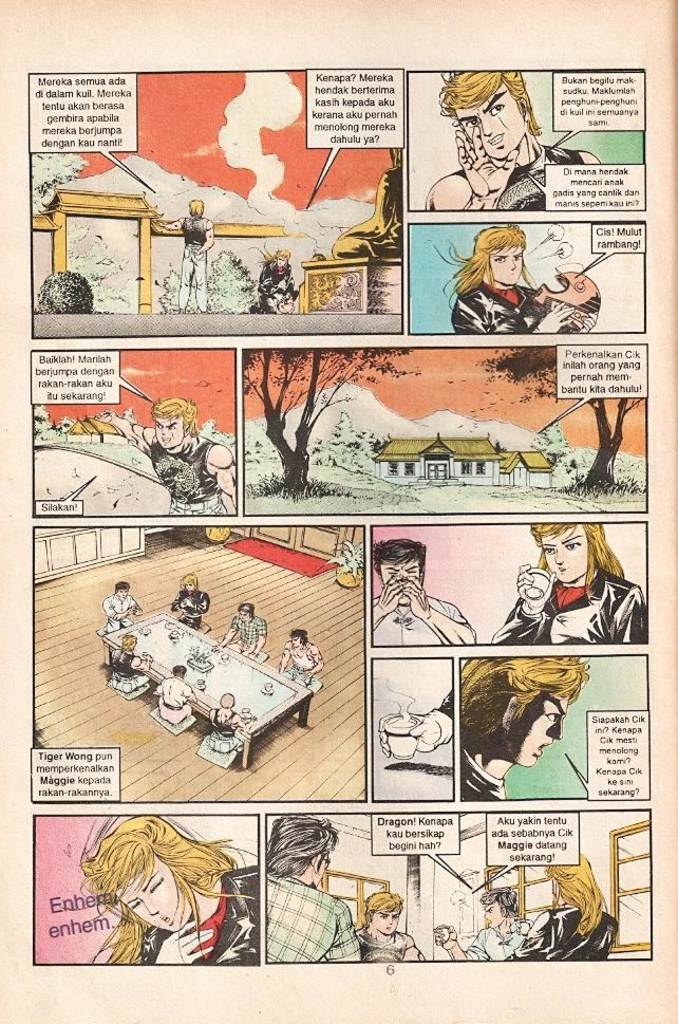 Mereka semua ada
di dalam kuil. Mereka
tentu akan berasa
gembira apabila
mereka berjumpa
dengan kau nanti!
Kenapa? Mereka
hendak berterima
kasih kepada aku
kerana aku pernah
menolong mereka
dahulu ya?
Bukan begitu mak-
sudku. Maklumlah
penghuni-penghuni
di kuil ini semuanya
sami.
Di mana hendak
mencari anak
gadis yang cantik dan
manis seperti kau ini?
Cis! Mulut
rambang!
Baiklah! Marilah
berjumpa dengan
rakan-rakan aku
itu sekarang!
Silakan!
Perkenalkan Cik
inilah orang yang
pernah mem-
bantu kita dahulu!
Tiger Wong pun
memperkenalkan
Maggie kepada
rakan-rakannya.
Siapakah Cik
ini? Kenapa
Cik mesti
menolong
kami?
Kenapa Cik
ke sini
sekarang?
Enhem
enhem...
Dragon! Kenapa
kau bersikap
begini hah?
Aku yakin tentu
ada sebabnya Cik
Maggie datang
sekarang!
6